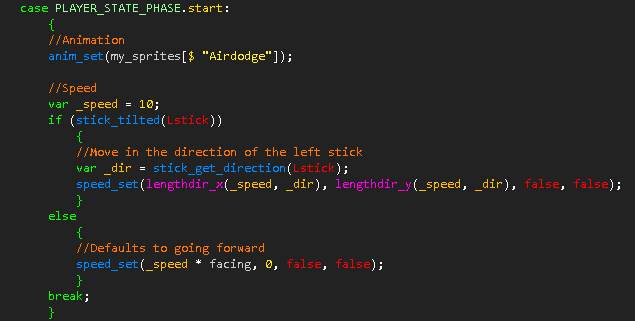 case PLAYER_STATE_PHASE.start:
{
//Animation
anim_set(my_sprites[$ "Airdodge"]);
//Speed
var _speed = 10;
if (stick_tilted(Lstick))
{
//Move in the direction of the left stick
var _dir = stick_get_direction(Lstick);
speed_set(lengthdir_x(_speed, _dir), lengthdir_y(_speed, _dir), false, false);
}
else
{
//Defaults to going forward
speed_set(_speed * facing, 0, false, false);
}
break;
}